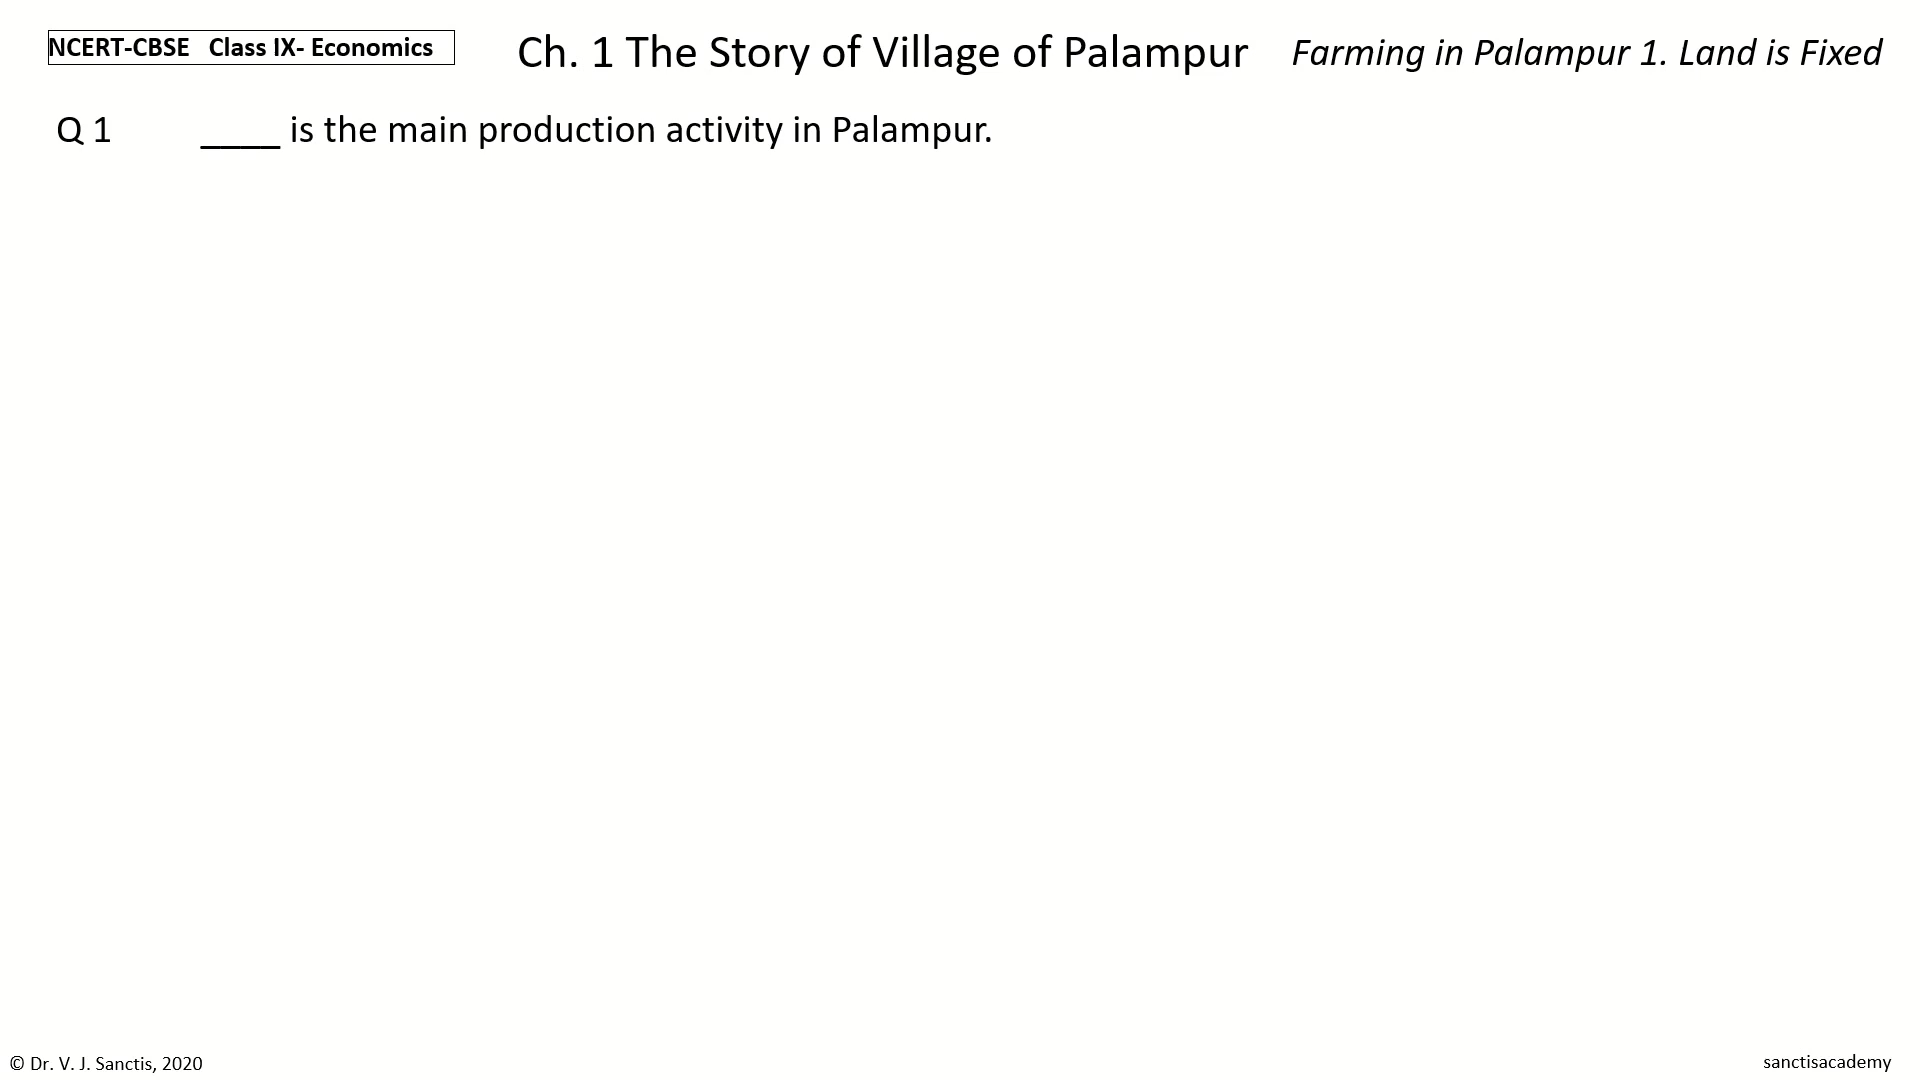 NCERT-CBSE Class IX- Economics
Ch. 1 The Story of Village of Palampur
Farming in Palampur 1. Land is Fixed
Q 1 ____ is the main production activity in Palampur.
© Dr. V. J. Sanctis, 2020
sanctisacademy